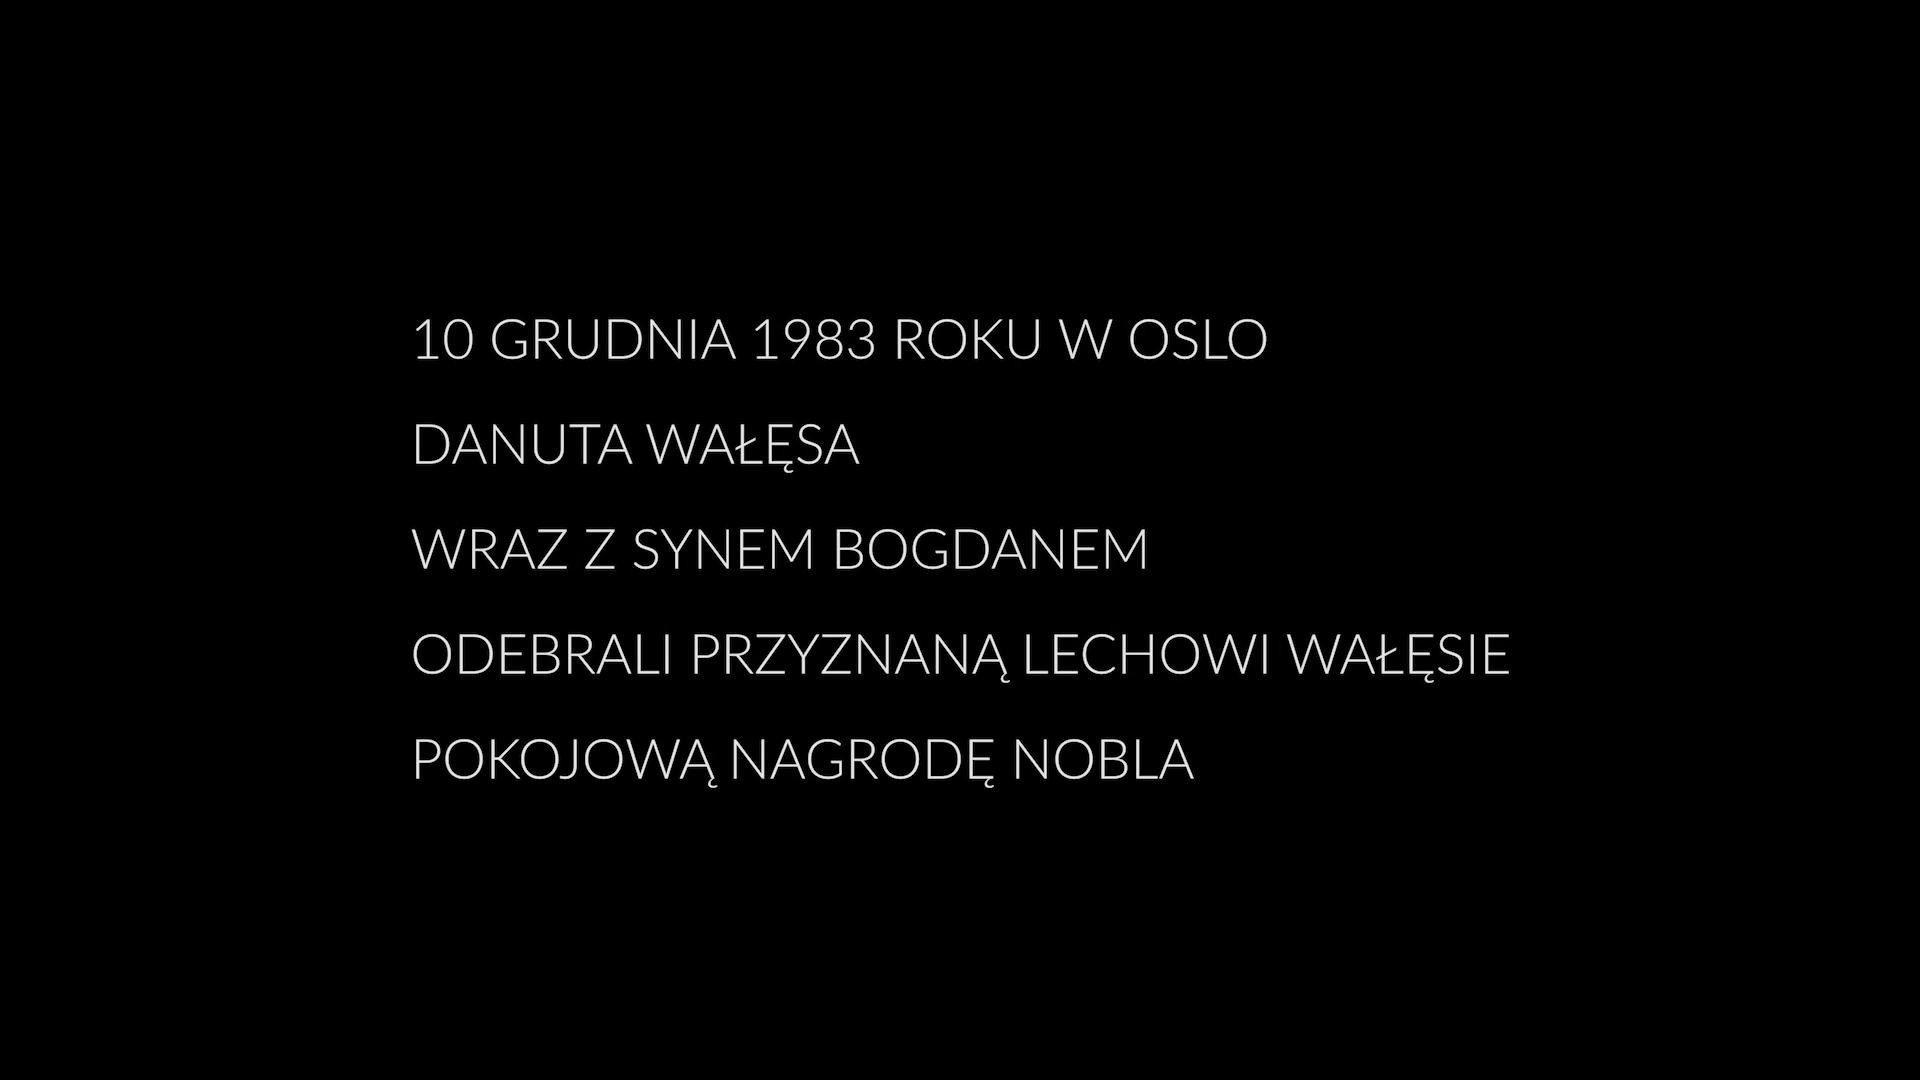 10 GRUDNIA 1983 ROKU W OSLO
DANUTA WAŁĘSA
WRAZ Z SYNEM BOGDANEM
ODEBRALI PRZYZNANĄ LECHOWI WAŁĘSIE
POKOJOWĄ NAGRODĘ NOBLA